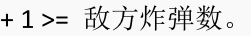 + 1 >= 敌方炸弹数。